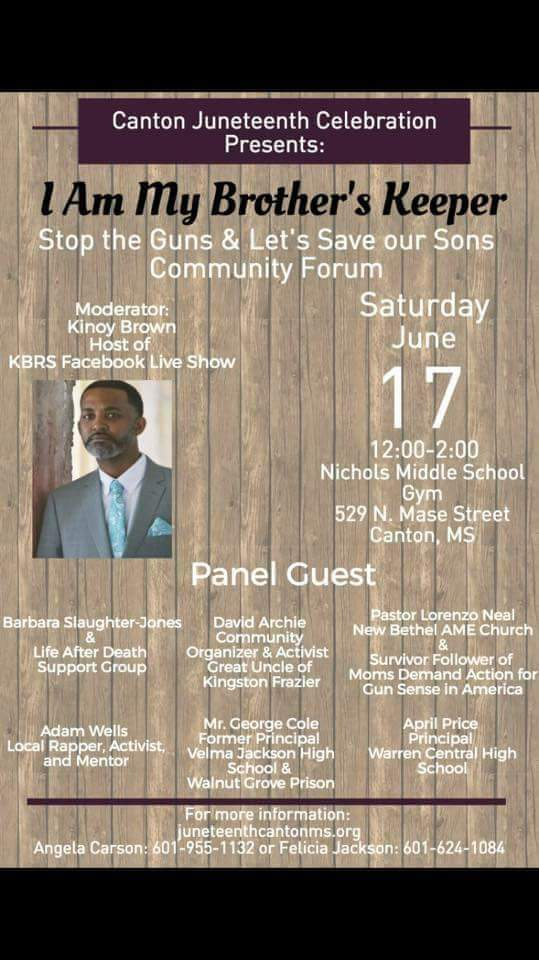 Canton Juneteenth Celebration
Presents:
I Am My Brother's Keeper
Stop the Guns & Let's Save our Sons
Community Forum
Moderator:
Kinoy Brown
Host of
KBRS Facebook Live Show
Saturday
June
17
12:00-2:00
Nichols Middle School
Gym
529 N. Mase Street
Canton, MS
Panel Guest
Barbara Slaughter-Jones
&
Life After Death
Support Group
David Archie
Community
Organizer & Activist
Great Uncle of
Kingston Frazier
Pastor Lorenzo Neal
New Bethel AME Church
&
Survivor Follower of
Moms Demand Action for
Gun Sense in America
Adam Wells
Local Rapper, Activist,
and Mentor
Mr. George Cole
Former Principal
Velma Jackson High
School &
Walnut Grove Prison
April Price
Principal
Warren Central High
School
For more information:
juneteenthcantonms.org
Angela Carson: 601-955-1132 or Felicia Jackson: 601-624-1084